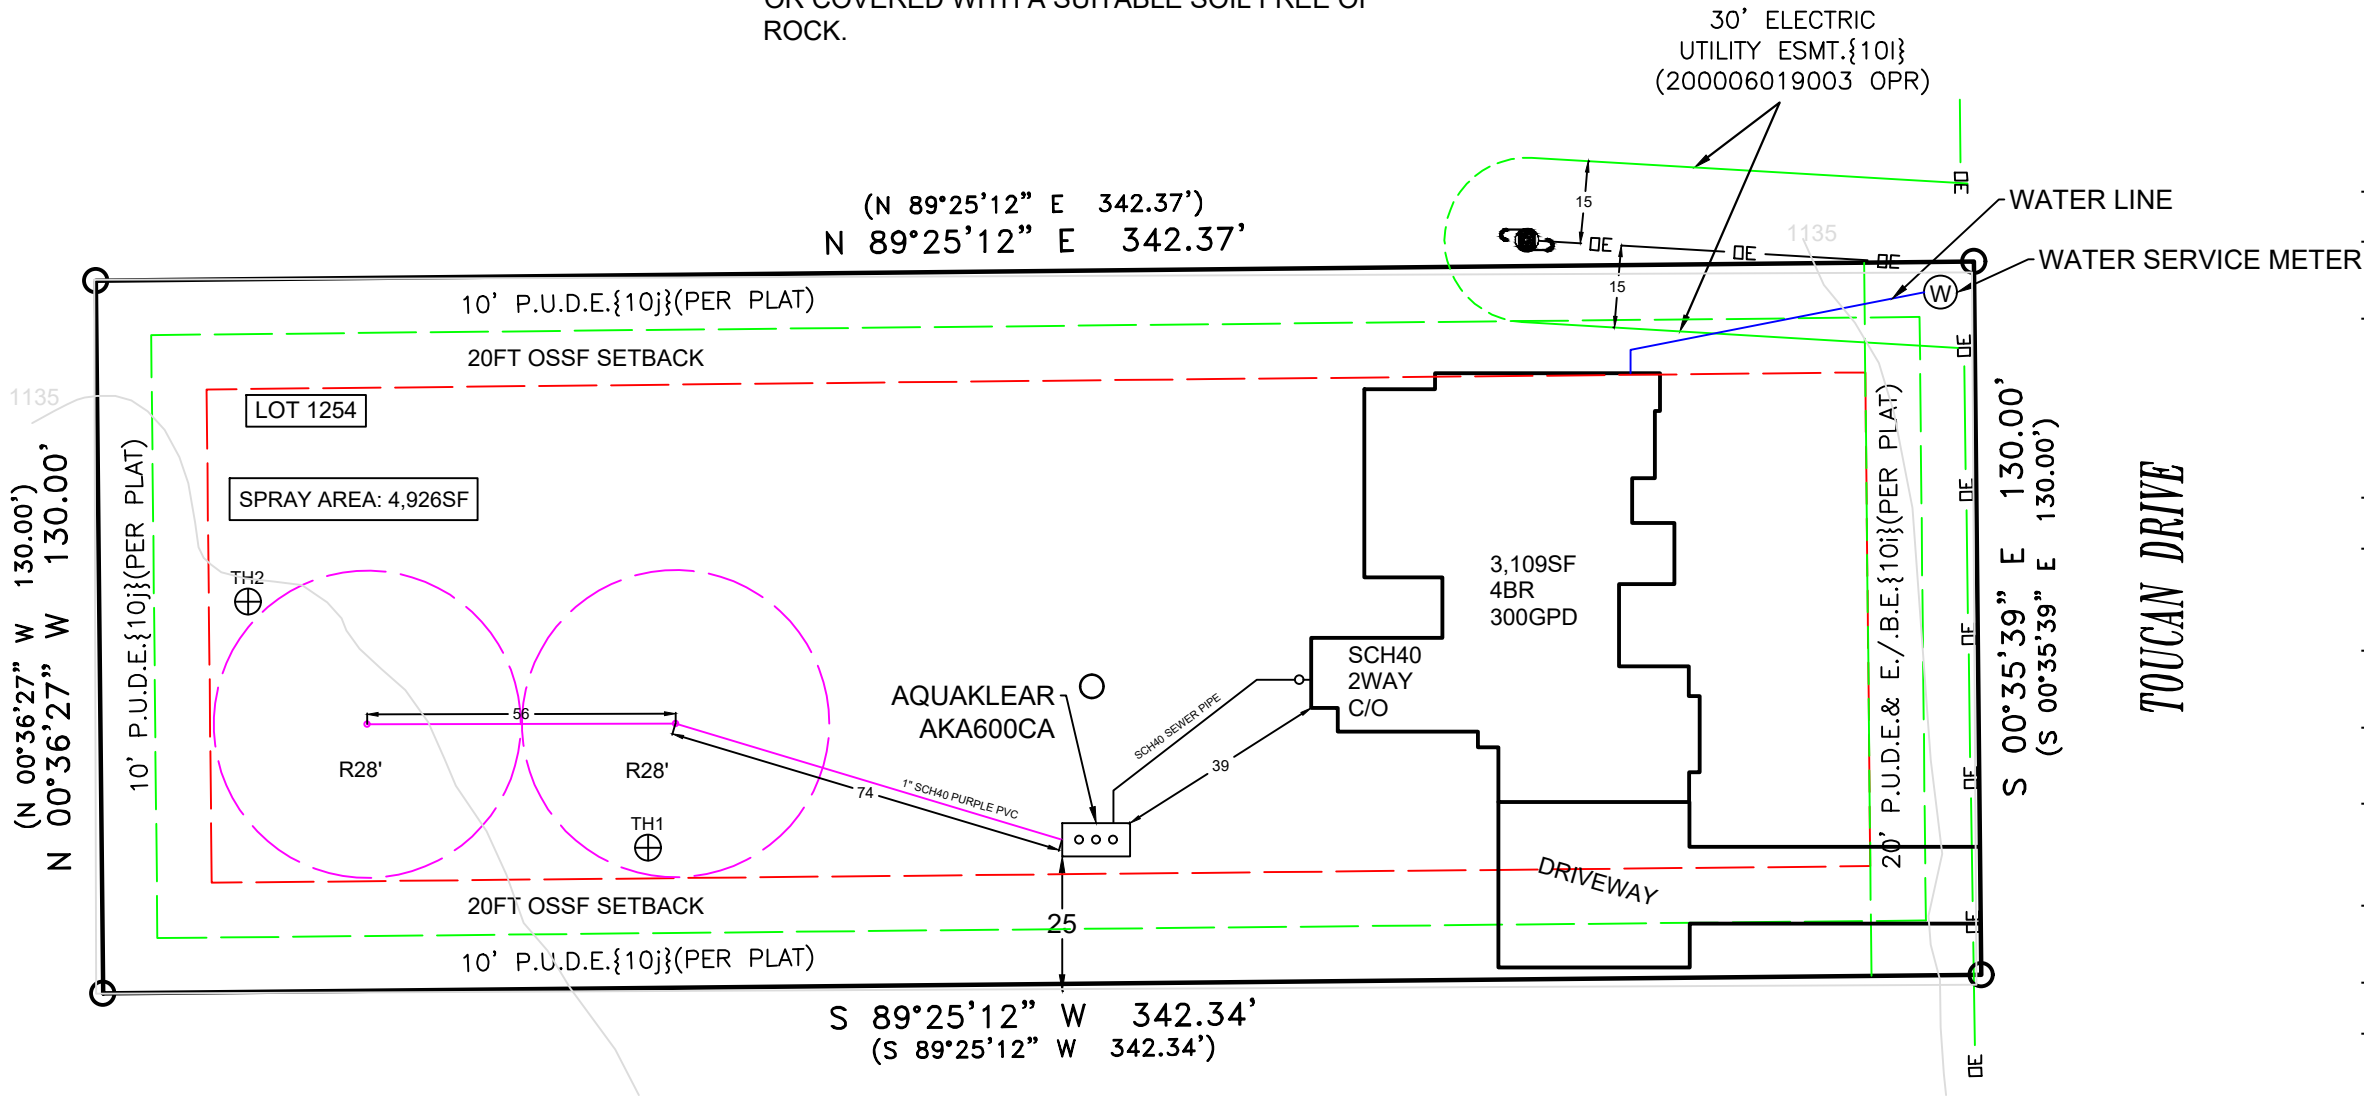 ROCK.
30' ELECTRIC
UTILITY ESMT.{10I}
(200006019003 OPR)
WATER LINE
WATER SERVICE METER
W
1135
15
15
OE
OE
OE
OE
(N 89°25'12" E 342.37')
N 89°25'12" E 342.37'
10' P.U.D.E.{10j}(PER PLAT)
20FT OSSF SETBACK
1135
LOT 1254
SPRAY AREA: 4,926SF
(N 00°36'27" W 130.00')
N 00°36'27" W 130.00'
10' P.U.D.E.{10j}(PER PLAT)
TH2
56
R28'
R28'
TH1
74
1" SCH40 PURPLE PVC
AQUAKLEAR
AKA600CA
SCH40 SEWER PIPE
39
SCH40
2WAY
C/O
3,109SF
4BR
300GPD
DRIVEWAY
20' P.U.D.E.& E./.B.E.{10i}(PER PLAT)
OE
OE
OE
OE
OE
OE
S 00°35'39" E 130.00'
(S 00°35'39" E 130.00')
TOUCAN DRIVE
20FT OSSF SETBACK
25
10' P.U.D.E.{10j}(PER PLAT)
S 89°25'12" W 342.34'
(S 89°25'12" W 342.34')